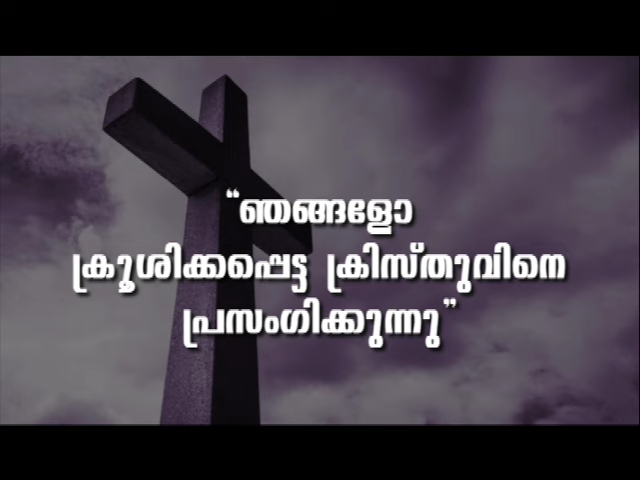 “ഞങ്ങളോ
ക്രൂശിക്കപ്പെട്ട ക്രിസ്തുവിനെ
പ്രസംഗിക്കുന്നു”